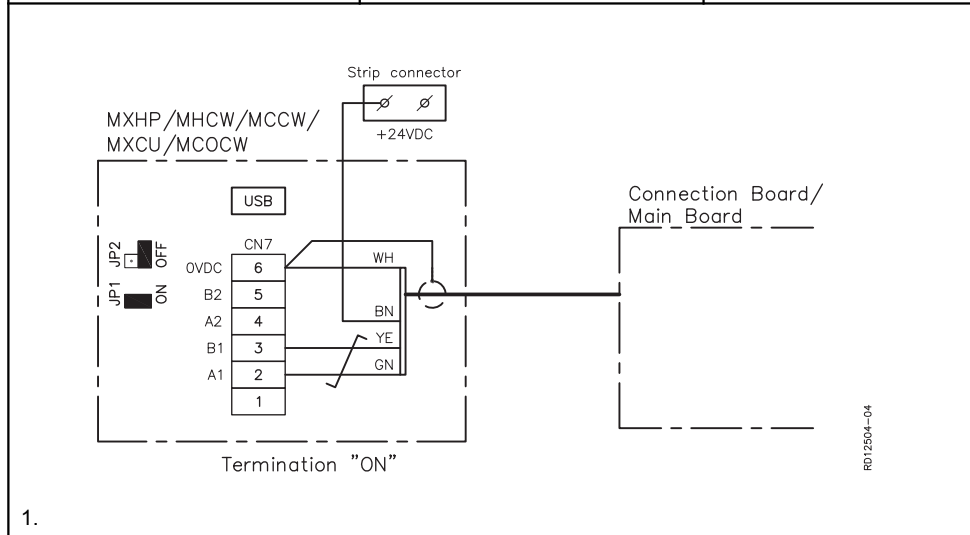 Strip connector
+24VDC
MXHP/MHCW/MCCW/
MXCU/MCOCW
USB
Connection Board/
Main Board
JP2
OFF
JP1
ON
CN7
0VDC 6 WH
B2 5
A2 4 BN
B1 3 YE
A1 2 GN
1
Termination "ON"
RD12504-04
1.